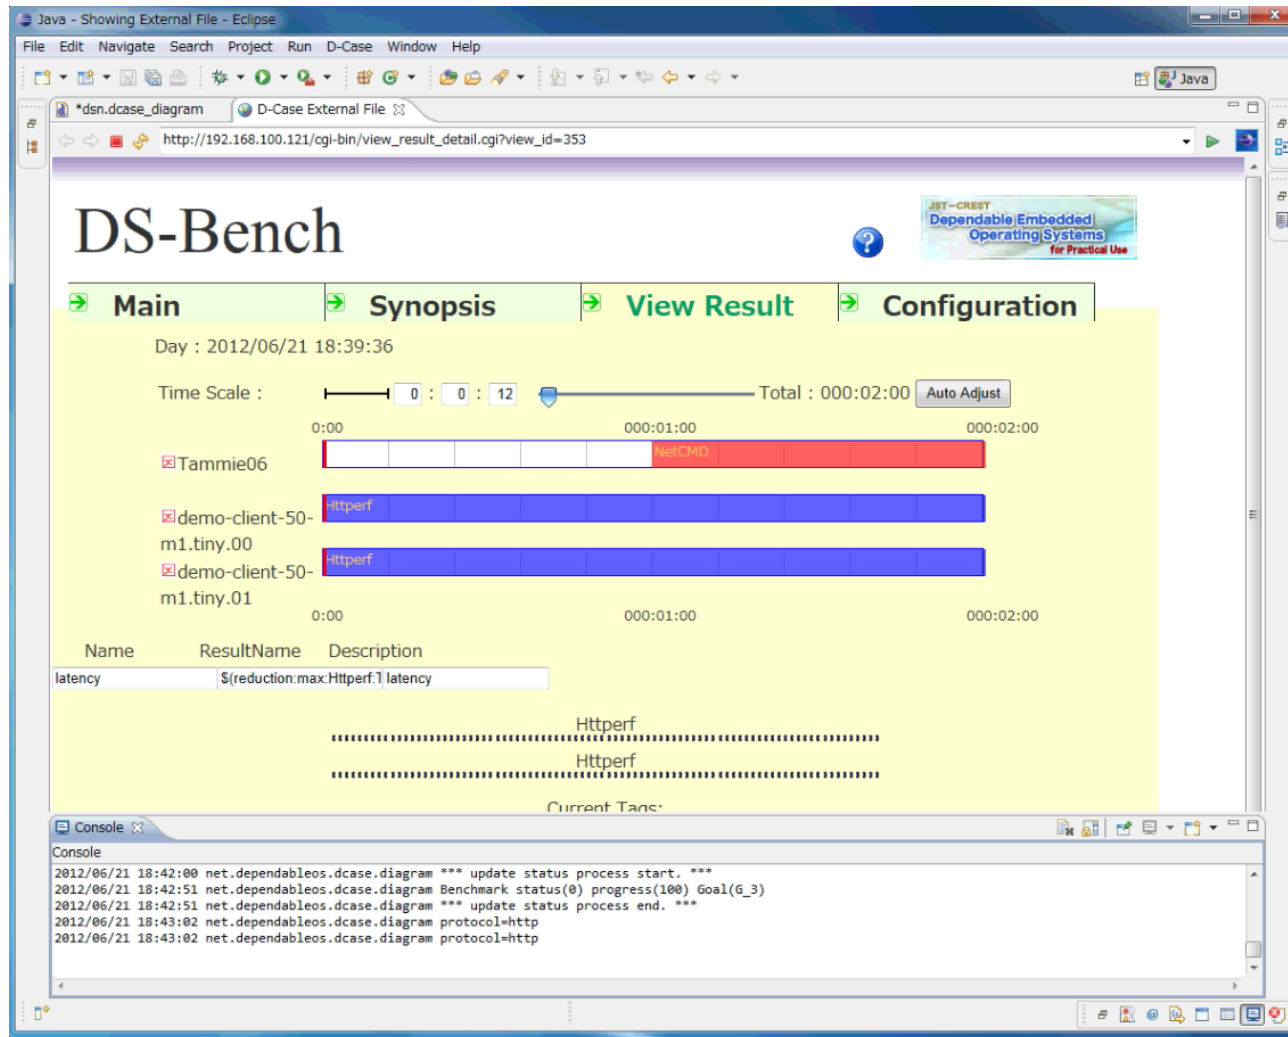 Java - Showing External File - Eclipse
File Edit Navigate Search Project Run D-Case Window Help
Java
*dsn.dcase_diagram D-Case External File
http://192.168.100.121/cgi-bin/view_result_detail.cgi?view_id=353
DS-Bench
JST-CREST
Dependable Embedded
Operating Systems
for Practical Use
Main Synopsis View Result Configuration
Day : 2012/06/21 18:39:36
Time Scale : 0 : 0 : 12 Total : 000:02:00 Auto Adjust
0:00 000:01:00 000:02:00
Tammie06 NetCMD
demo-client-50-m1.tiny.00 Httperf
demo-client-50-m1.tiny.01 Httperf
0:00 000:01:00 000:02:00
Name ResultName Description
latency $(reduction:max:Httperf:T latency
Httperf
Httperf
Current Tags:
Console
Console
2012/06/21 18:42:00 net.dependableos.dcase.diagram *** update status process start. ***
2012/06/21 18:42:51 net.dependableos.dcase.diagram Benchmark status(0) progress(100) Goal(G_3)
2012/06/21 18:42:51 net.dependableos.dcase.diagram *** update status process end. ***
2012/06/21 18:43:02 net.dependableos.dcase.diagram protocol=http
2012/06/21 18:43:02 net.dependableos.dcase.diagram protocol=http